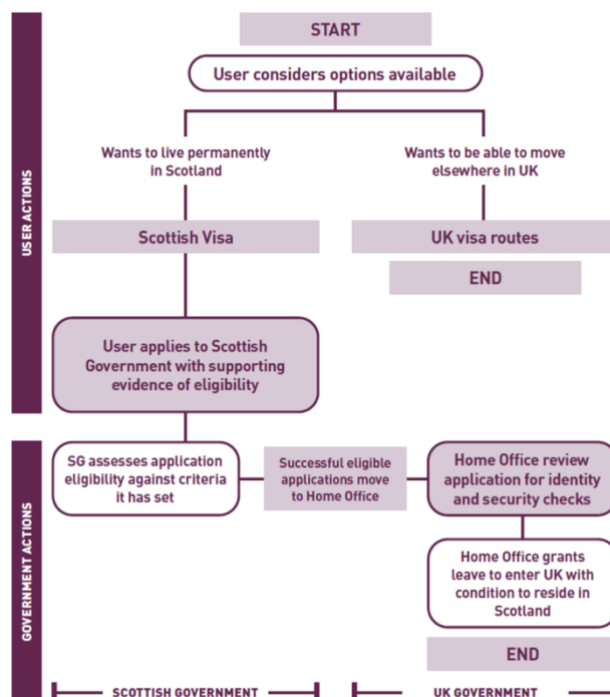 START
User considers options available
Wants to live permanently
in Scotland
Wants to be able to move
elsewhere in UK
Scottish Visa
UK visa routes
END
User applies to Scottish
Government with supporting
evidence of eligibility
USER ACTIONS
SG assesses application
eligibility against criteria
it has set
Successful eligible
applications move
to Home Office
Home Office review
application for identity
and security checks
Home Office grants
leave to enter UK with
condition to reside in
Scotland
END
GOVERNMENT ACTIONS
SCOTTISH GOVERNMENT
UK GOVERNMENT